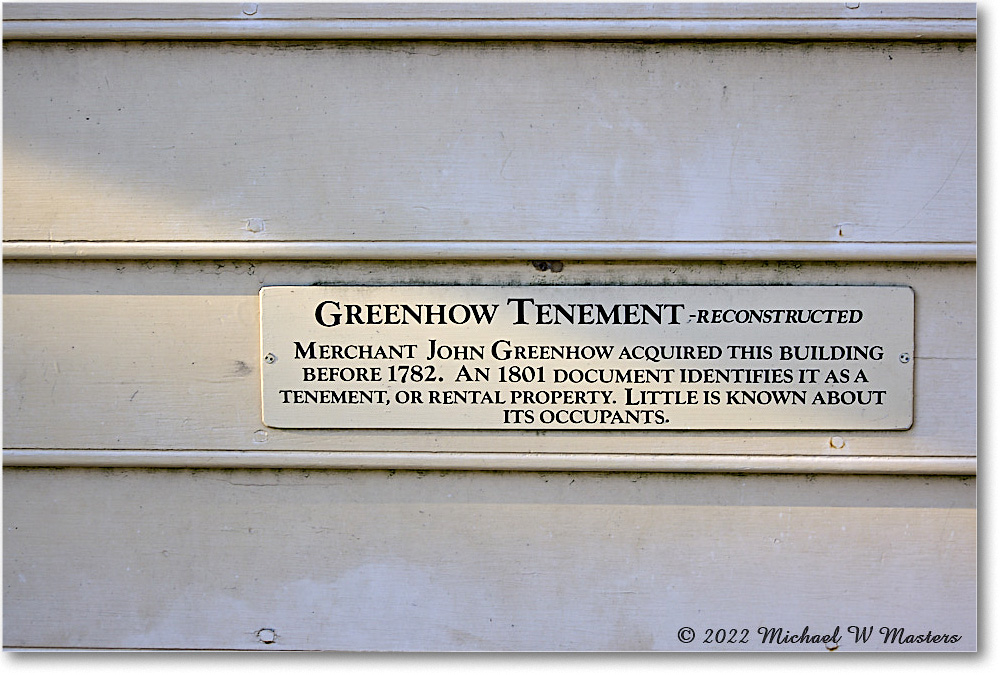 GREENHOW TENEMENT -RECONSTRUCTED
MERCHANT JOHN GREENHOW ACQUIRED THIS BUILDING
BEFORE 1782. AN 1801 DOCUMENT IDENTIFIES IT AS A
TENEMENT, OR RENTAL PROPERTY. LITTLE IS KNOWN ABOUT
ITS OCCUPANTS.
© 2022 Michael W Masters